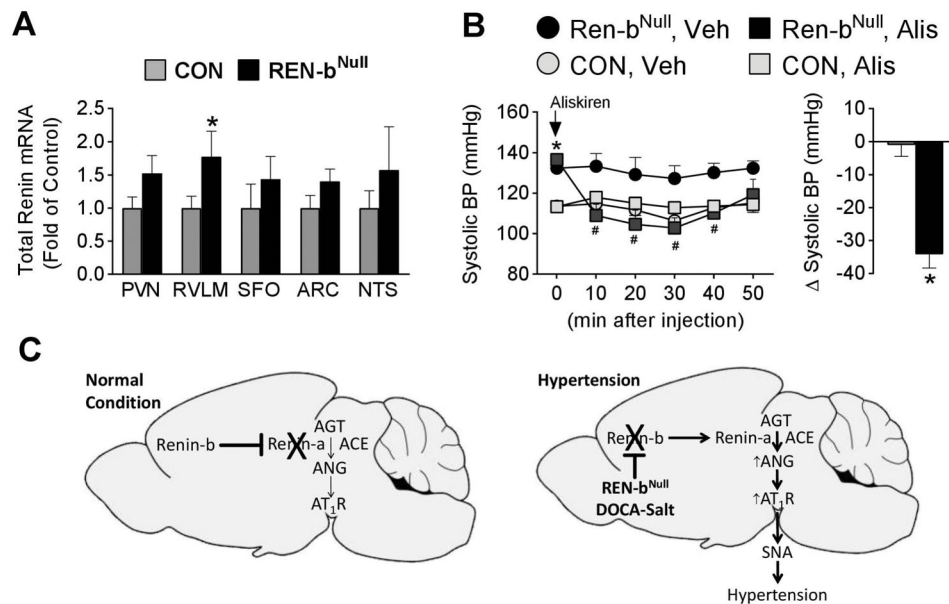 A
CON REN-b^Null
Total Renin mRNA
(Fold of Control)
2.5
2.0
1.5
1.0
0.5
0.0
*
PVN RVLM SFO ARC NTS
B
Ren-b^Null, Veh Ren-b^Null, Alis
CON, Veh CON, Alis
Systolic BP (mmHg)
160
140
120
100
80
Aliskiren
*
# # # #
0 10 20 30 40 50
(min after injection)
Δ Systolic BP (mmHg)
10
0
-10
-20
-30
-40
*
C
Normal
Condition
AGT
Renin-b Renin-a ACE
X
ANG
AT₁R
Hypertension
AGT
Renin-b Renin-a ACE
X
↑ANG
REN-b^Null
DOCA-Salt
↑AT₁R
SNA
Hypertension